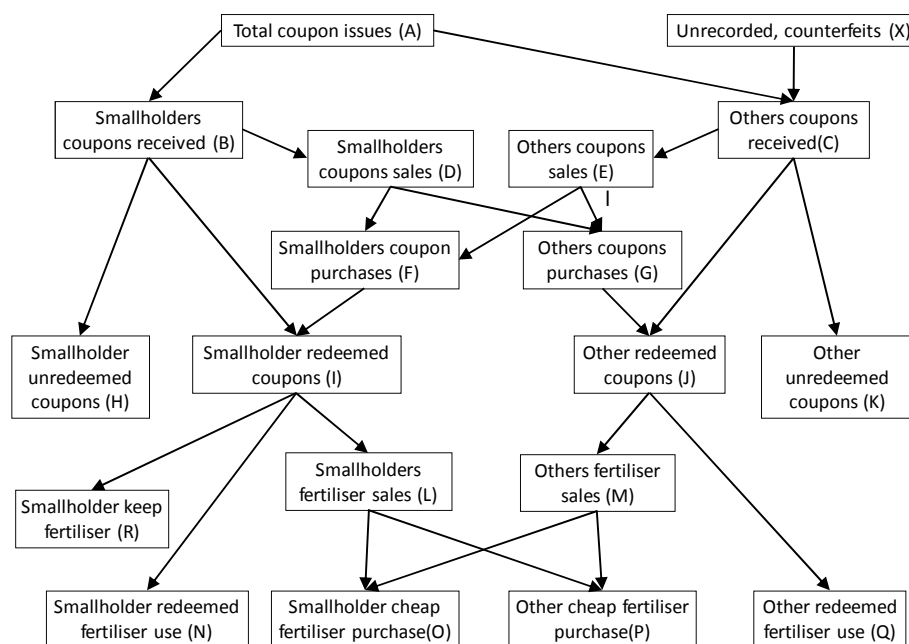 Total coupon issues (A)
Unrecorded, counterfeits (X)
Smallholders
coupons received (B)
Others coupons
received(C)
Smallholders
coupons sales (D)
Others coupons
sales (E)
Smallholders coupon
purchases (F)
Others coupons
purchases (G)
Smallholder
unredeemed
coupons (H)
Smallholder redeemed
coupons (I)
Other redeemed
coupons (J)
Other
unredeemed
coupons (K)
Smallholders
fertiliser sales (L)
Others fertiliser
sales (M)
Smallholder keep
fertiliser (R)
Smallholder redeemed
fertiliser use (N)
Smallholder cheap
fertiliser purchase(O)
Other cheap fertiliser
purchase(P)
Other redeemed
fertiliser use (Q)